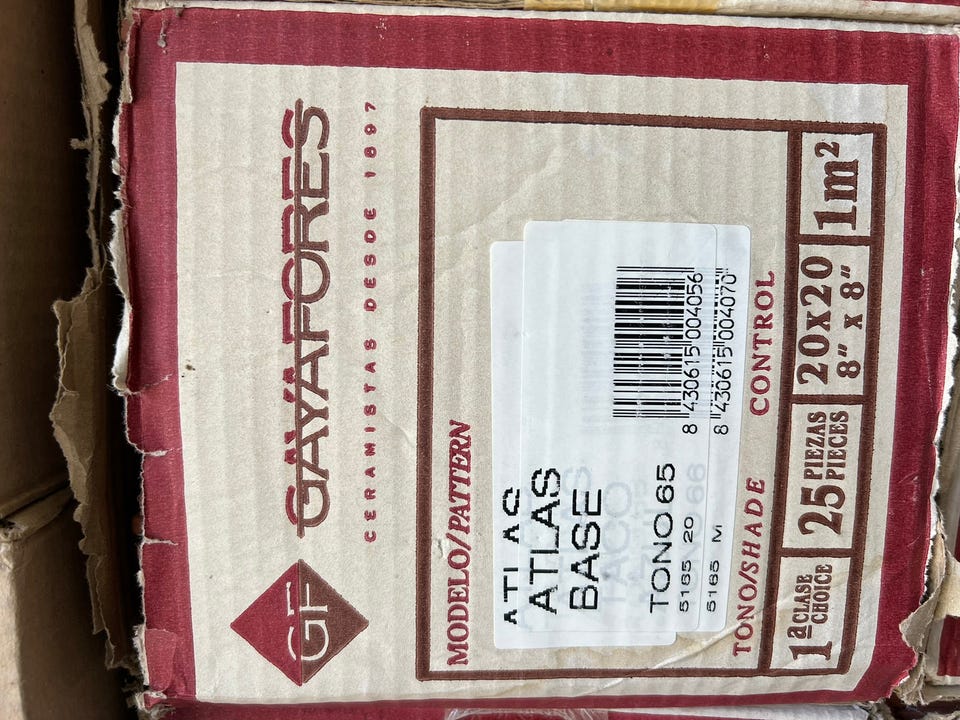 GF
GAYAFORES
CERAMISTAS DESDE 1897
MODELO/PATTERN
ATLAS
ATLAS
BASE
TONO 65
5165 20
8 430615 004056
5165 M
8 430615 004070
TONO/SHADE CONTROL
1a CLASE
CHOICE
25 PIEZAS
PIECES
20x20
8" x 8"
1m²